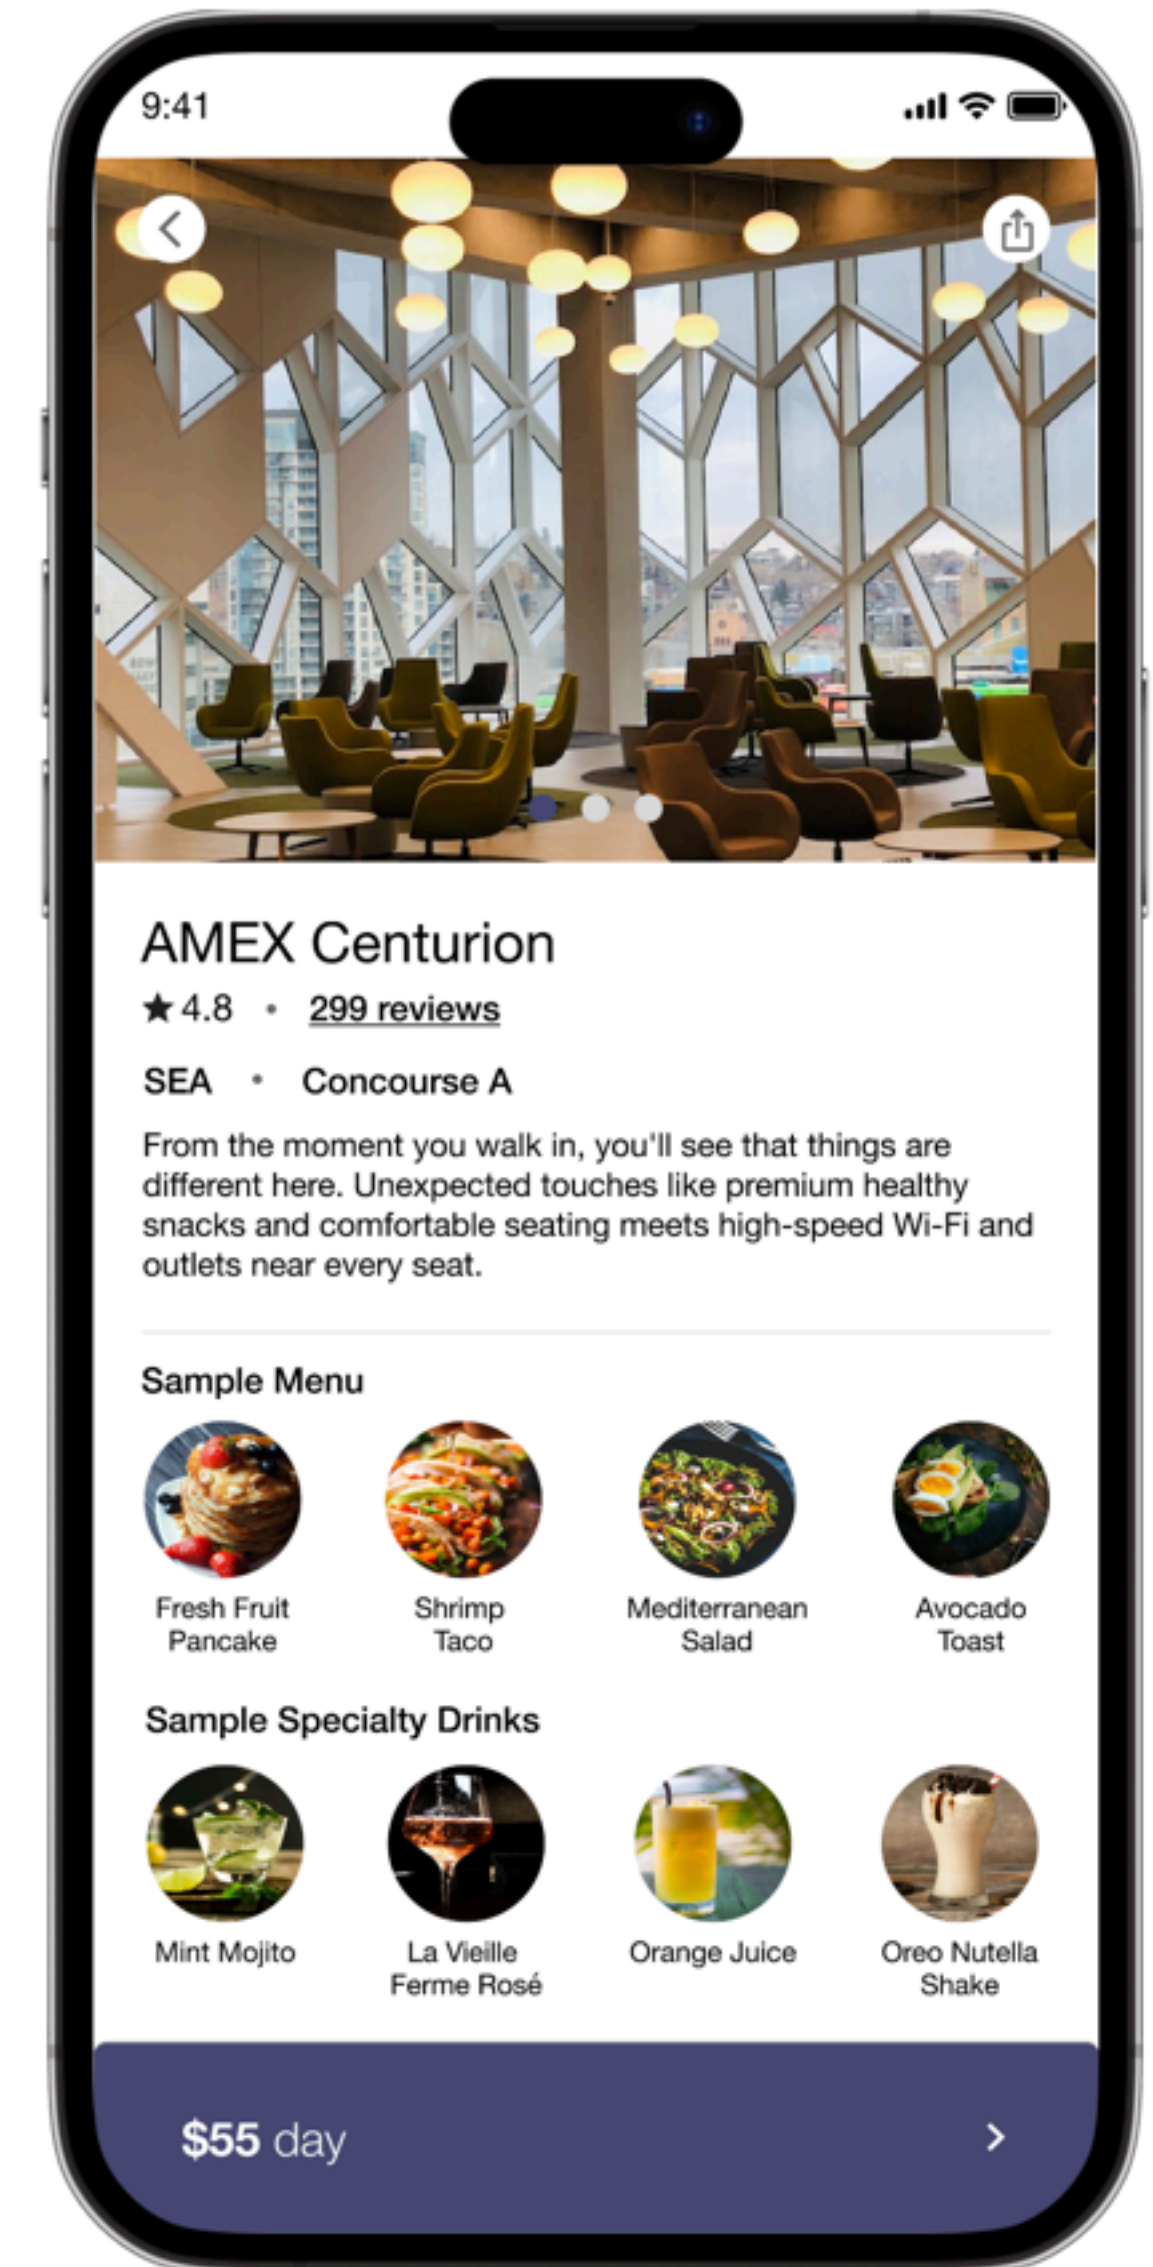 9:41
AMEX Centurion
★ 4.8 • 299 reviews
SEA • Concourse A
From the moment you walk in, you'll see that things are
different here. Unexpected touches like premium healthy
snacks and comfortable seating meets high-speed Wi-Fi and
outlets near every seat.
Sample Menu
Fresh Fruit
Pancake
Shrimp
Taco
Mediterranean
Salad
Avocado
Toast
Sample Specialty Drinks
Mint Mojito
La Vieille
Ferme Rosé
Orange Juice
Oreo Nutella
Shake
$55 day